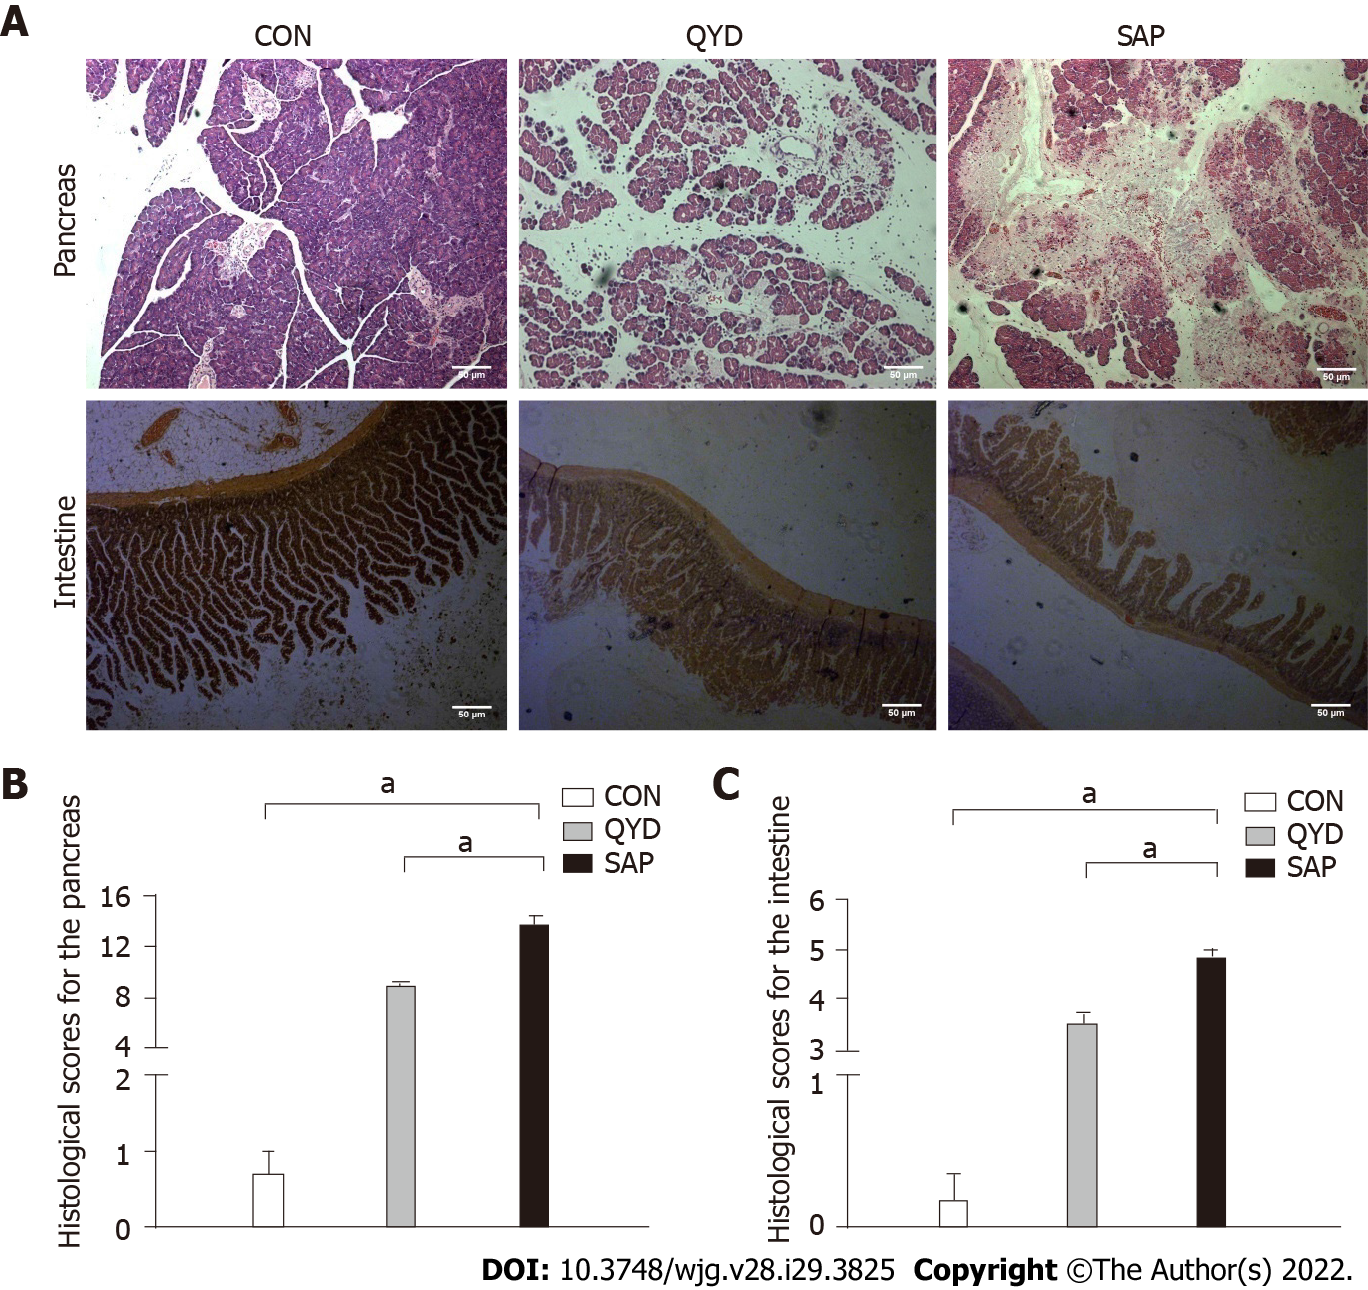 A
CON QYD SAP
Pancreas
50 µm 50 µm 50 µm
Intestine
50 µm 50 µm 50 µm
B
Histological scores for the pancreas
16
12
8
4
2
1
0
a
a
CON
QYD
SAP
C
Histological scores for the intestine
6
5
4
3
1
0
a
a
CON
QYD
SAP
DOI: 10.3748/wjg.v28.i29.3825 Copyright ©The Author(s) 2022.